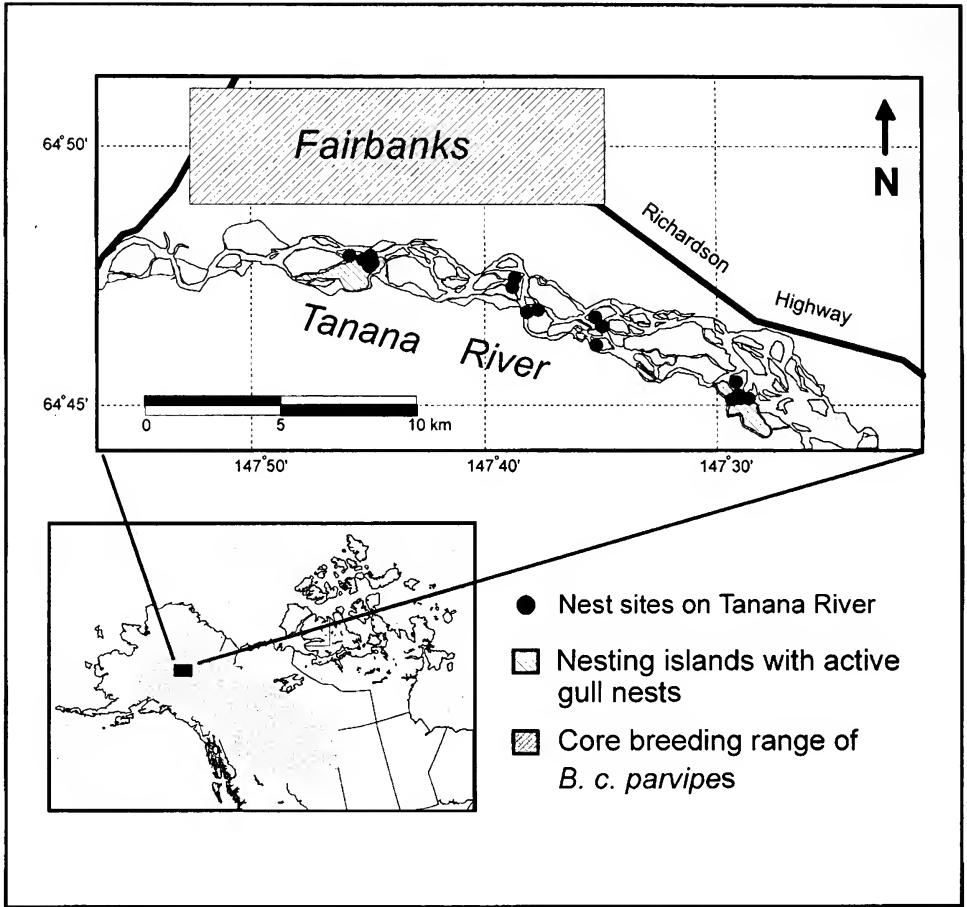 Fairbanks
64°50'
N
Richardson
Highway
Tanana River
64°45'
0 5 10 km
147°50' 147°40' 147°30'
Nest sites on Tanana River
Nesting islands with active
gull nests
Core breeding range of
B. c. parvipes